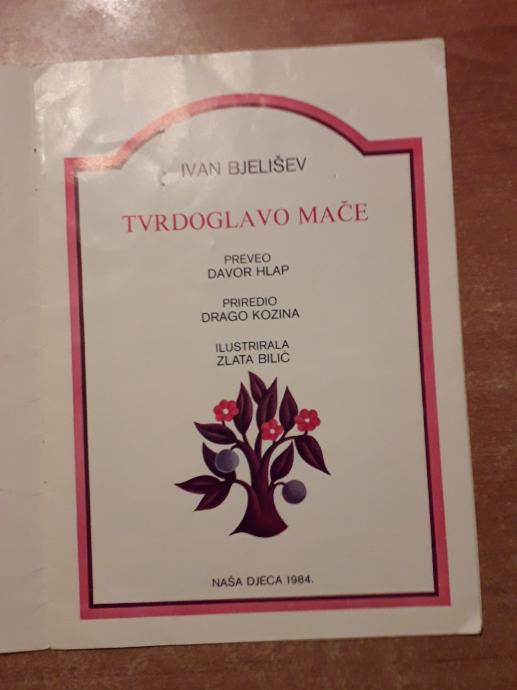 IVAN BJELIŠEV
TVRDOGLAVO MAČE
PREVEO
DAVOR HLAP
PRIREDIO
DRAGO KOZINA
ILUSTRIRALA
ZLATA BILIĆ
NAŠA DJECA 1984.